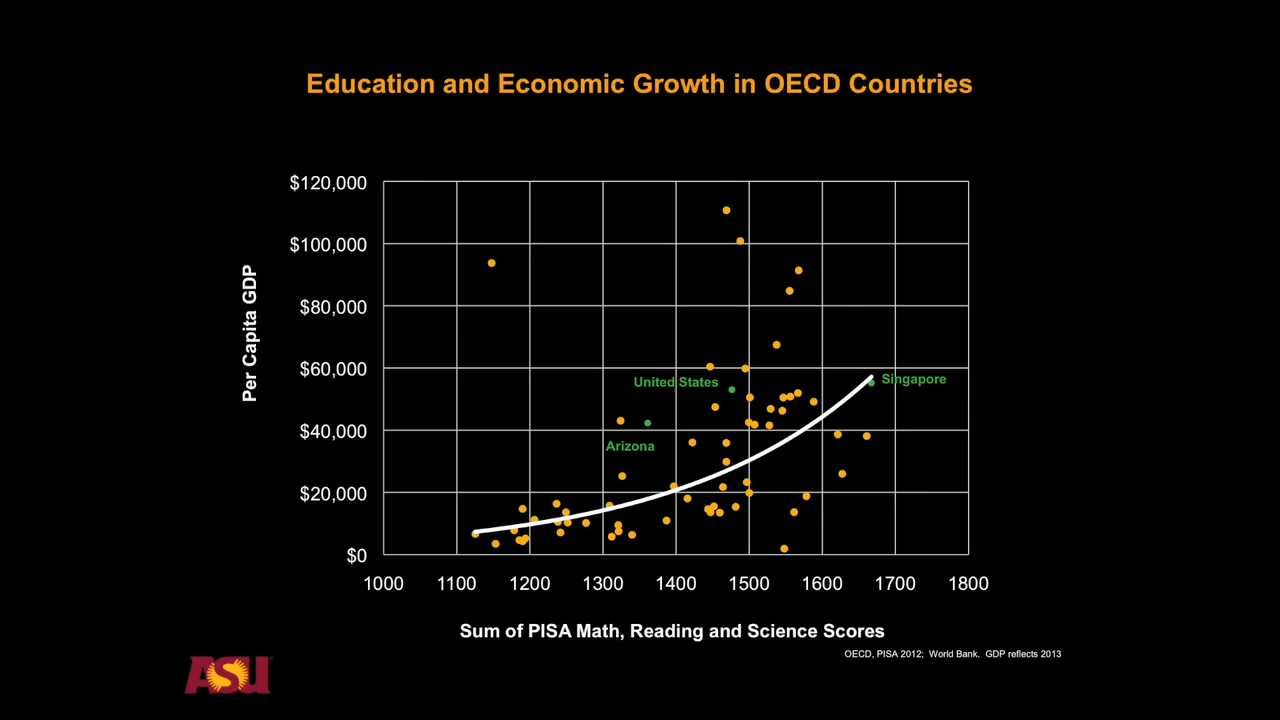 Education and Economic Growth in OECD Countries
$120,000
$100,000
$80,000
$60,000
$40,000
$20,000
$0
Per Capita GDP
United States
Singapore
Arizona
1000 1100 1200 1300 1400 1500 1600 1700 1800
Sum of PISA Math, Reading and Science Scores
OECD, PISA 2012; World Bank. GDP reflects 2013
ASU